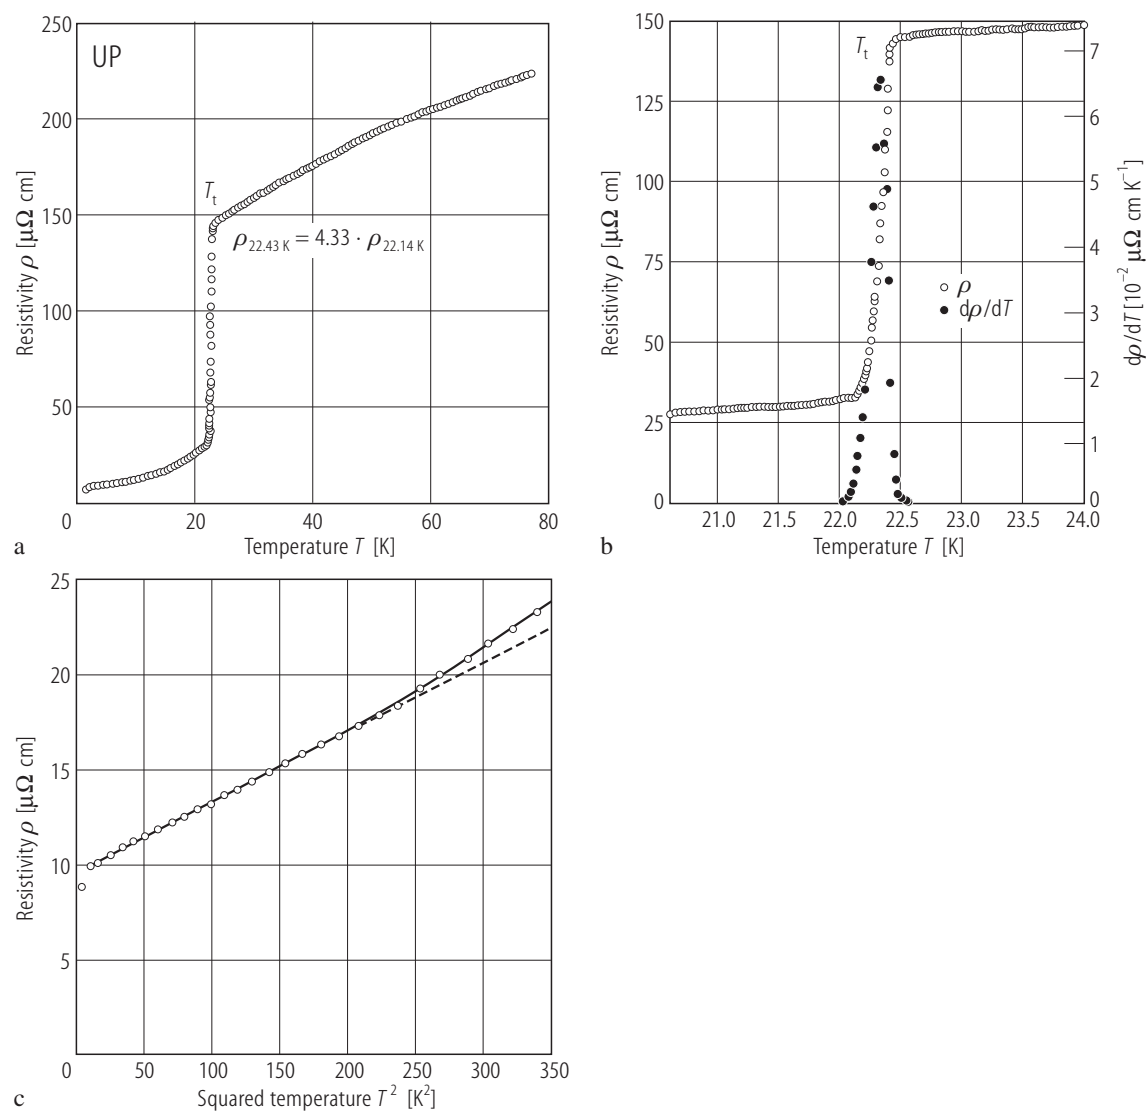 UP
250
200
150
100
50
0
20
40
60
80
Resistivity ρ [μΩ cm]
T_t
ρ_22.43 K = 4.33 · ρ_22.14 K
Temperature T [K]
a
150
125
100
75
50
25
0
21.0
21.5
22.0
22.5
23.0
23.5
24.0
7
6
5
4
3
2
1
0
Resistivity ρ [μΩ cm]
T_t
ρ
dρ/dT
dρ/dT [10⁻² μΩ cm K⁻¹]
Temperature T [K]
b
25
20
15
10
5
0
50
100
150
200
250
300
350
Resistivity ρ [μΩ cm]
Squared temperature T² [K²]
c